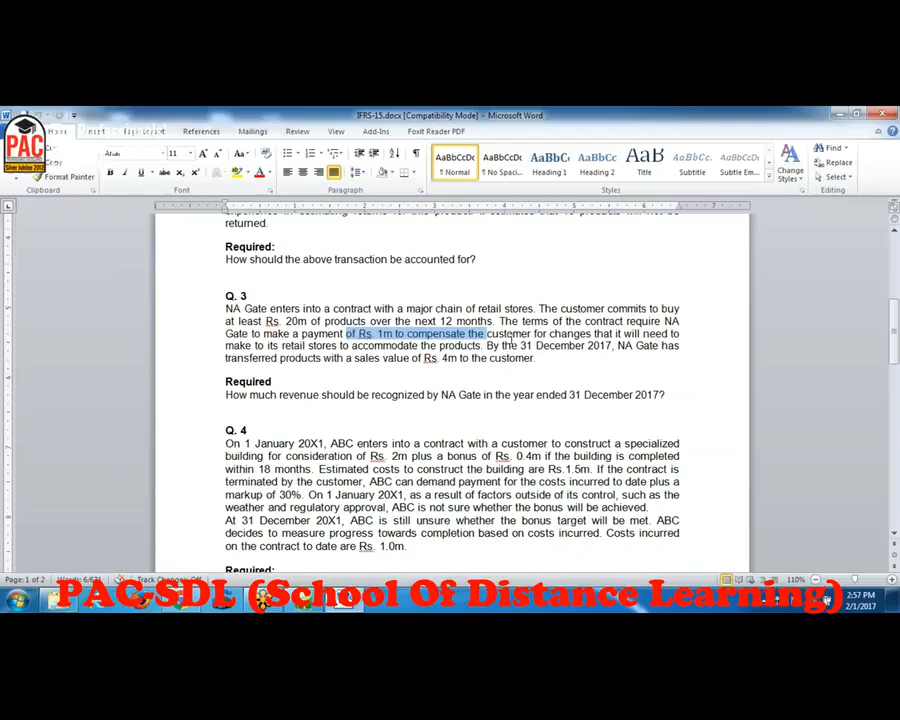 IFRS-15.docx [Compatibility Mode] – Microsoft Word
PAC
References Mailings Review View Add-Ins Foxit Reader PDF
Copy
Format Painter
Clipboard
Arial 11
Font
Paragraph
AaBbCcDc AaBbCcDc AaBbCc AaBbCc AaB AaBbCc. AaBbCcDc
¶ Normal ¶ No Spaci... Heading 1 Heading 2 Title Subtitle Subtle Em...
Change Styles
Styles
Find
Replace
Select
Editing
returned.
Required:
How should the above transaction be accounted for?
Q. 3
NA Gate enters into a contract with a major chain of retail stores. The customer commits to buy
at least Rs. 20m of products over the next 12 months. The terms of the contract require NA
Gate to make a payment of Rs. 1m to compensate the customer for changes that it will need to
make to its retail stores to accommodate the products. By the 31 December 2017, NA Gate has
transferred products with a sales value of Rs. 4m to the customer.
Required
How much revenue should be recognized by NA Gate in the year ended 31 December 2017?
Q. 4
On 1 January 20X1, ABC enters into a contract with a customer to construct a specialized
building for consideration of Rs. 2m plus a bonus of Rs. 0.4m if the building is completed
within 18 months. Estimated costs to construct the building are Rs.1.5m. If the contract is
terminated by the customer, ABC can demand payment for the costs incurred to date plus a
markup of 30%. On 1 January 20X1, as a result of factors outside of its control, such as the
weather and regulatory approval, ABC is not sure whether the bonus will be achieved.
At 31 December 20X1, ABC is still unsure whether the bonus target will be met. ABC
decides to measure progress towards completion based on costs incurred. Costs incurred
on the contract to date are Rs. 1.0m.
Required:
Page: 1 of 2 Words: 6/671 Track Changes: Off 110%
PAC-SDL (School Of Distance Learning)
2:57 PM
2/1/2017